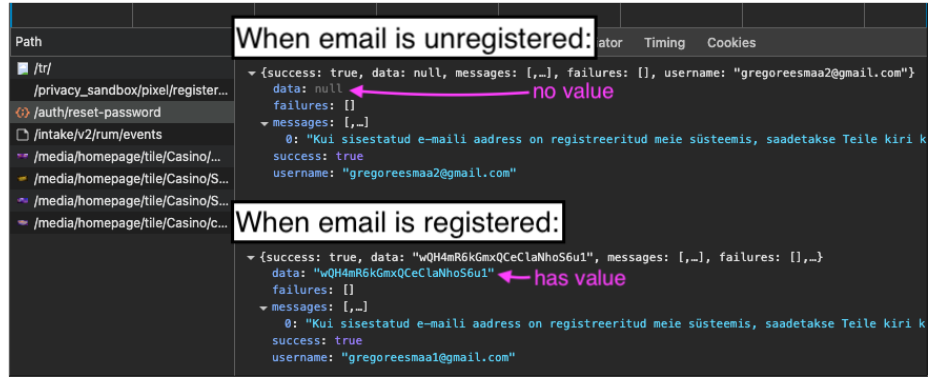 When email is unregistered:
Path
ator Timing Cookies
/tr/
{success: true, data: null, messages: [,…], failures: [], username: "gregoreesmaa2@gmail.com"}
/privacy_sandbox/pixel/register...
data: null
no value
/auth/reset-password
failures: []
/intake/v2/rum/events
messages: [,…]
0: "Kui sisestatud e-maili aadress on registreeritud meie süsteemis, saadetakse Teile kiri k
/media/homepage/tile/Casino/...
success: true
/media/homepage/tile/Casino/S...
username: "gregoreesmaa2@gmail.com"
/media/homepage/tile/Casino/S...
/media/homepage/tile/Casino/c...
When email is registered:
{success: true, data: "wQH4mR6kGmxQCeClaNhoS6u1", messages: [,…], failures: [],…}
data: "wQH4mR6kGmxQCeClaNhoS6u1"
has value
failures: []
messages: [,…]
0: "Kui sisestatud e-maili aadress on registreeritud meie süsteemis, saadetakse Teile kiri k
success: true
username: "gregoreesmaa1@gmail.com"